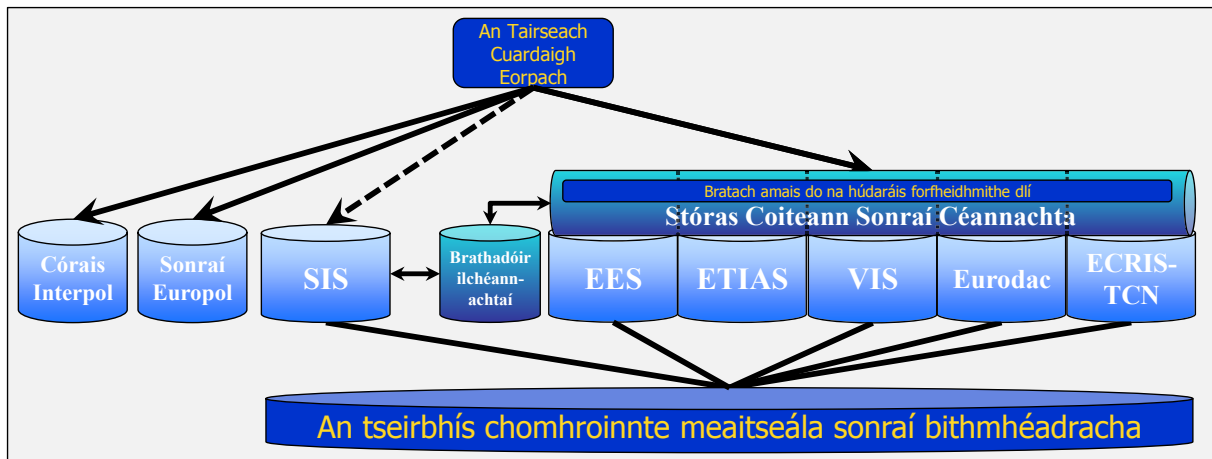 An Tairseach
Cuardaigh
Eorpach
Bratach amais do na húdaráis forfheidhmithe dlí
Stóras Coiteann Sonraí Céannachta
Córais
Interpol
Sonraí
Europol
SIS
Brathadóir
ilchéann-
achtaí
EES
ETIAS
VIS
Eurodac
ECRIS-
TCN
An tseirbhís chomhroinnte meaitseála sonraí bithmhéadracha